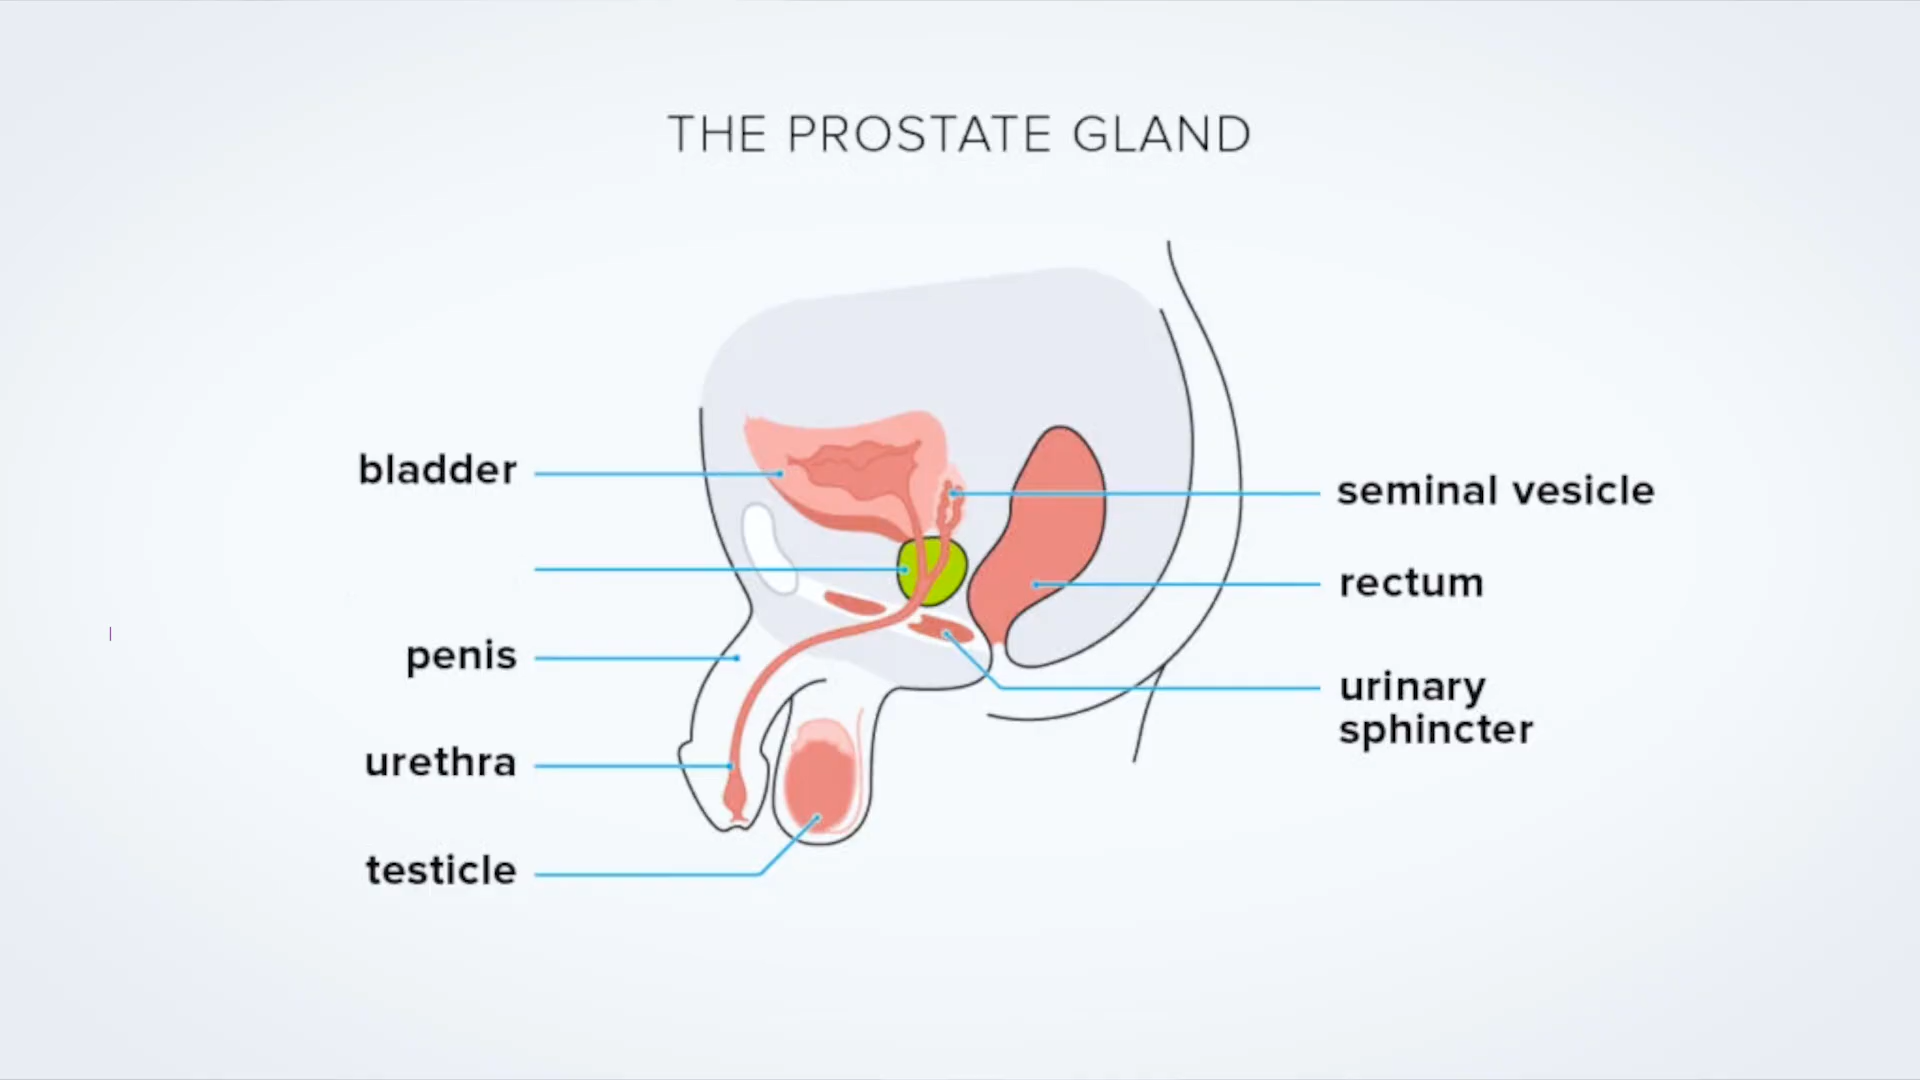 THE PROSTATE GLAND
bladder
penis
urethra
testicle
seminal vesicle
rectum
urinary
sphincter